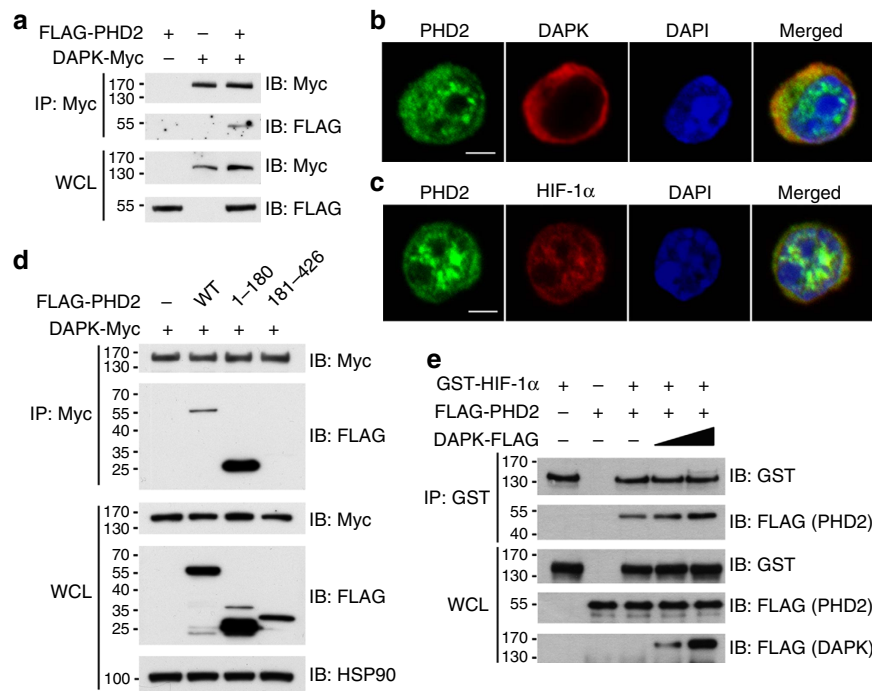 a
FLAG-PHD2 + – +
DAPK-Myc – + +
IP: Myc
170
130
IB: Myc
55
IB: FLAG
WCL
170
130
IB: Myc
55
IB: FLAG
b
PHD2 DAPK DAPI Merged
c
PHD2 HIF-1α DAPI Merged
d
FLAG-PHD2 – WT 1–180 181–426
DAPK-Myc + + + +
IP: Myc
170
130
IB: Myc
70
55
40
35
25
IB: FLAG
WCL
170
130
IB: Myc
70
55
40
35
25
IB: FLAG
100
IB: HSP90
e
GST-HIF-1α + – + + +
FLAG-PHD2 – + + + +
DAPK-FLAG – – –
IP: GST
170
130
IB: GST
55
40
IB: FLAG (PHD2)
WCL
170
130
IB: GST
55
IB: FLAG (PHD2)
170
130
IB: FLAG (DAPK)